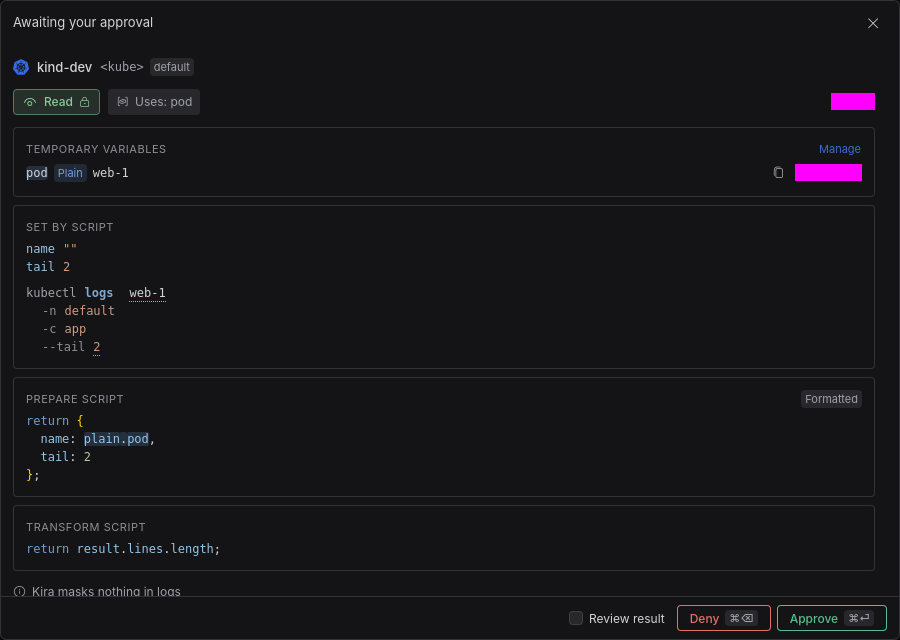 Awaiting your approval
kind-dev <kube> default
Read Uses: pod
TEMPORARY VARIABLES Manage
pod Plain web-1
SET BY SCRIPT
name ""
tail 2
kubectl logs web-1
-n default
-c app
--tail 2
PREPARE SCRIPT Formatted
return {
name: plain.pod,
tail: 2
};
TRANSFORM SCRIPT
return result.lines.length;
Kira masks nothing in logs
Review result Deny ⌘⌫ Approve ⌘⏎